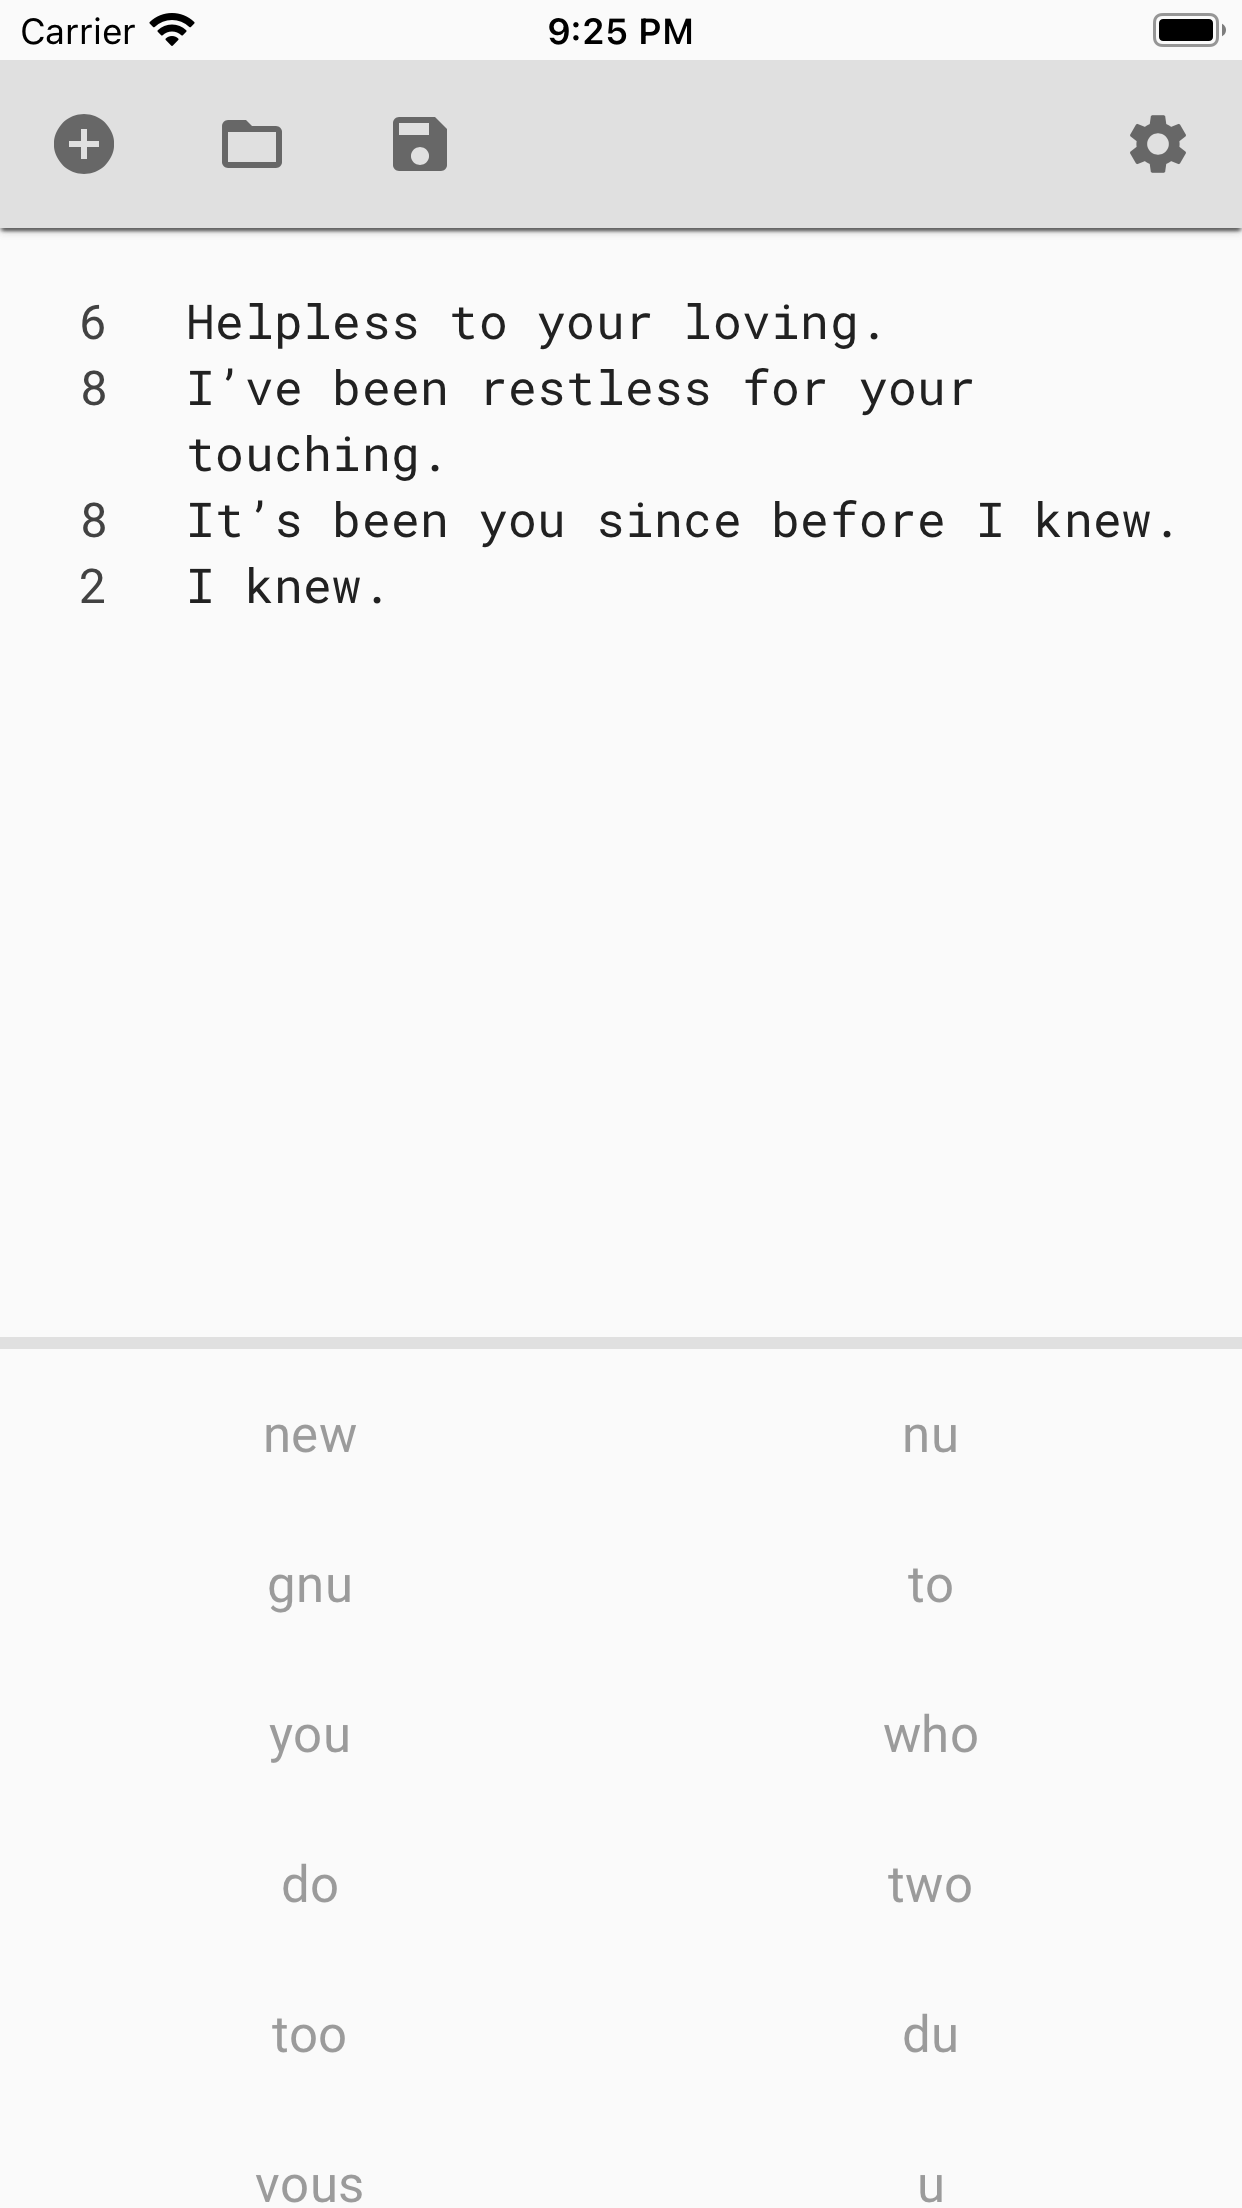 Carrier 9:25 PM
6 Helpless to your loving.
8 I’ve been restless for your
touching.
8 It’s been you since before I knew.
2 I knew.
new nu
gnu to
you who
do two
too du
vous u